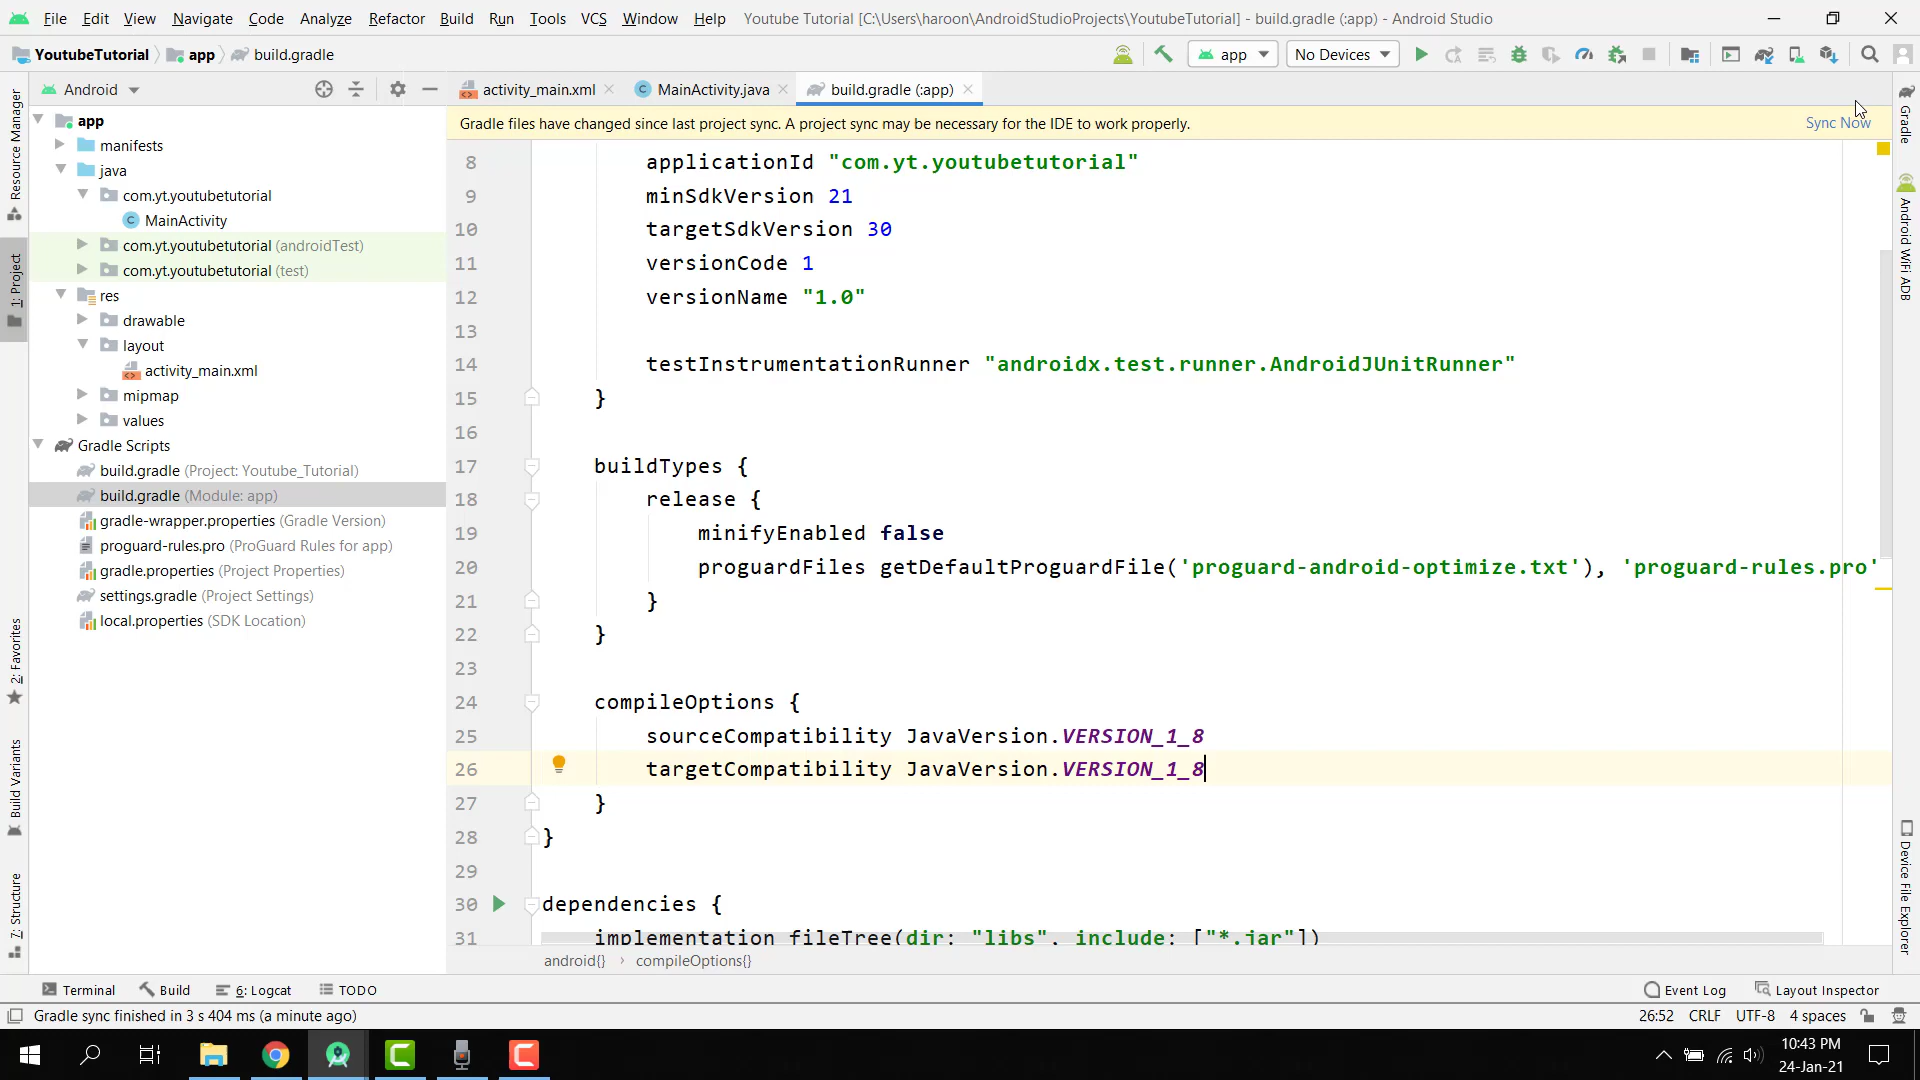 File Edit View Navigate Code Analyze Refactor Build Run Tools VCS Window Help Youtube Tutorial [C:\Users\haroon\AndroidStudioProjects\YoutubeTutorial] - build.gradle (:app) - Android Studio
YoutubeTutorial app build.gradle app No Devices
Android activity_main.xml MainActivity.java build.gradle (:app)
Gradle files have changed since last project sync. A project sync may be necessary for the IDE to work properly. Sync Now
Resource Manager
1: Project
2: Favorites
Build Variants
7: Structure
app
manifests
java
com.yt.youtubetutorial
MainActivity
com.yt.youtubetutorial (androidTest)
com.yt.youtubetutorial (test)
res
drawable
layout
activity_main.xml
mipmap
values
Gradle Scripts
build.gradle (Project: Youtube_Tutorial)
build.gradle (Module: app)
gradle-wrapper.properties (Gradle Version)
proguard-rules.pro (ProGuard Rules for app)
gradle.properties (Project Properties)
settings.gradle (Project Settings)
local.properties (SDK Location)
8 applicationId "com.yt.youtubetutorial"
9 minSdkVersion 21
10 targetSdkVersion 30
11 versionCode 1
12 versionName "1.0"
13
14 testInstrumentationRunner "androidx.test.runner.AndroidJUnitRunner"
15 }
16
17 buildTypes {
18 release {
19 minifyEnabled false
20 proguardFiles getDefaultProguardFile('proguard-android-optimize.txt'), 'proguard-rules.pro'
21 }
22 }
23
24 compileOptions {
25 sourceCompatibility JavaVersion.VERSION_1_8
26 targetCompatibility JavaVersion.VERSION_1_8
27 }
28 }
29
30 dependencies {
31 implementation fileTree(dir: "libs", include: ["*.jar"])
android{} › compileOptions{}
Gradle
Android WiFi ADB
Device File Explorer
Terminal Build 6: Logcat TODO Event Log Layout Inspector
Gradle sync finished in 3 s 404 ms (a minute ago) 26:52 CRLF UTF-8 4 spaces
10:43 PM
24-Jan-21